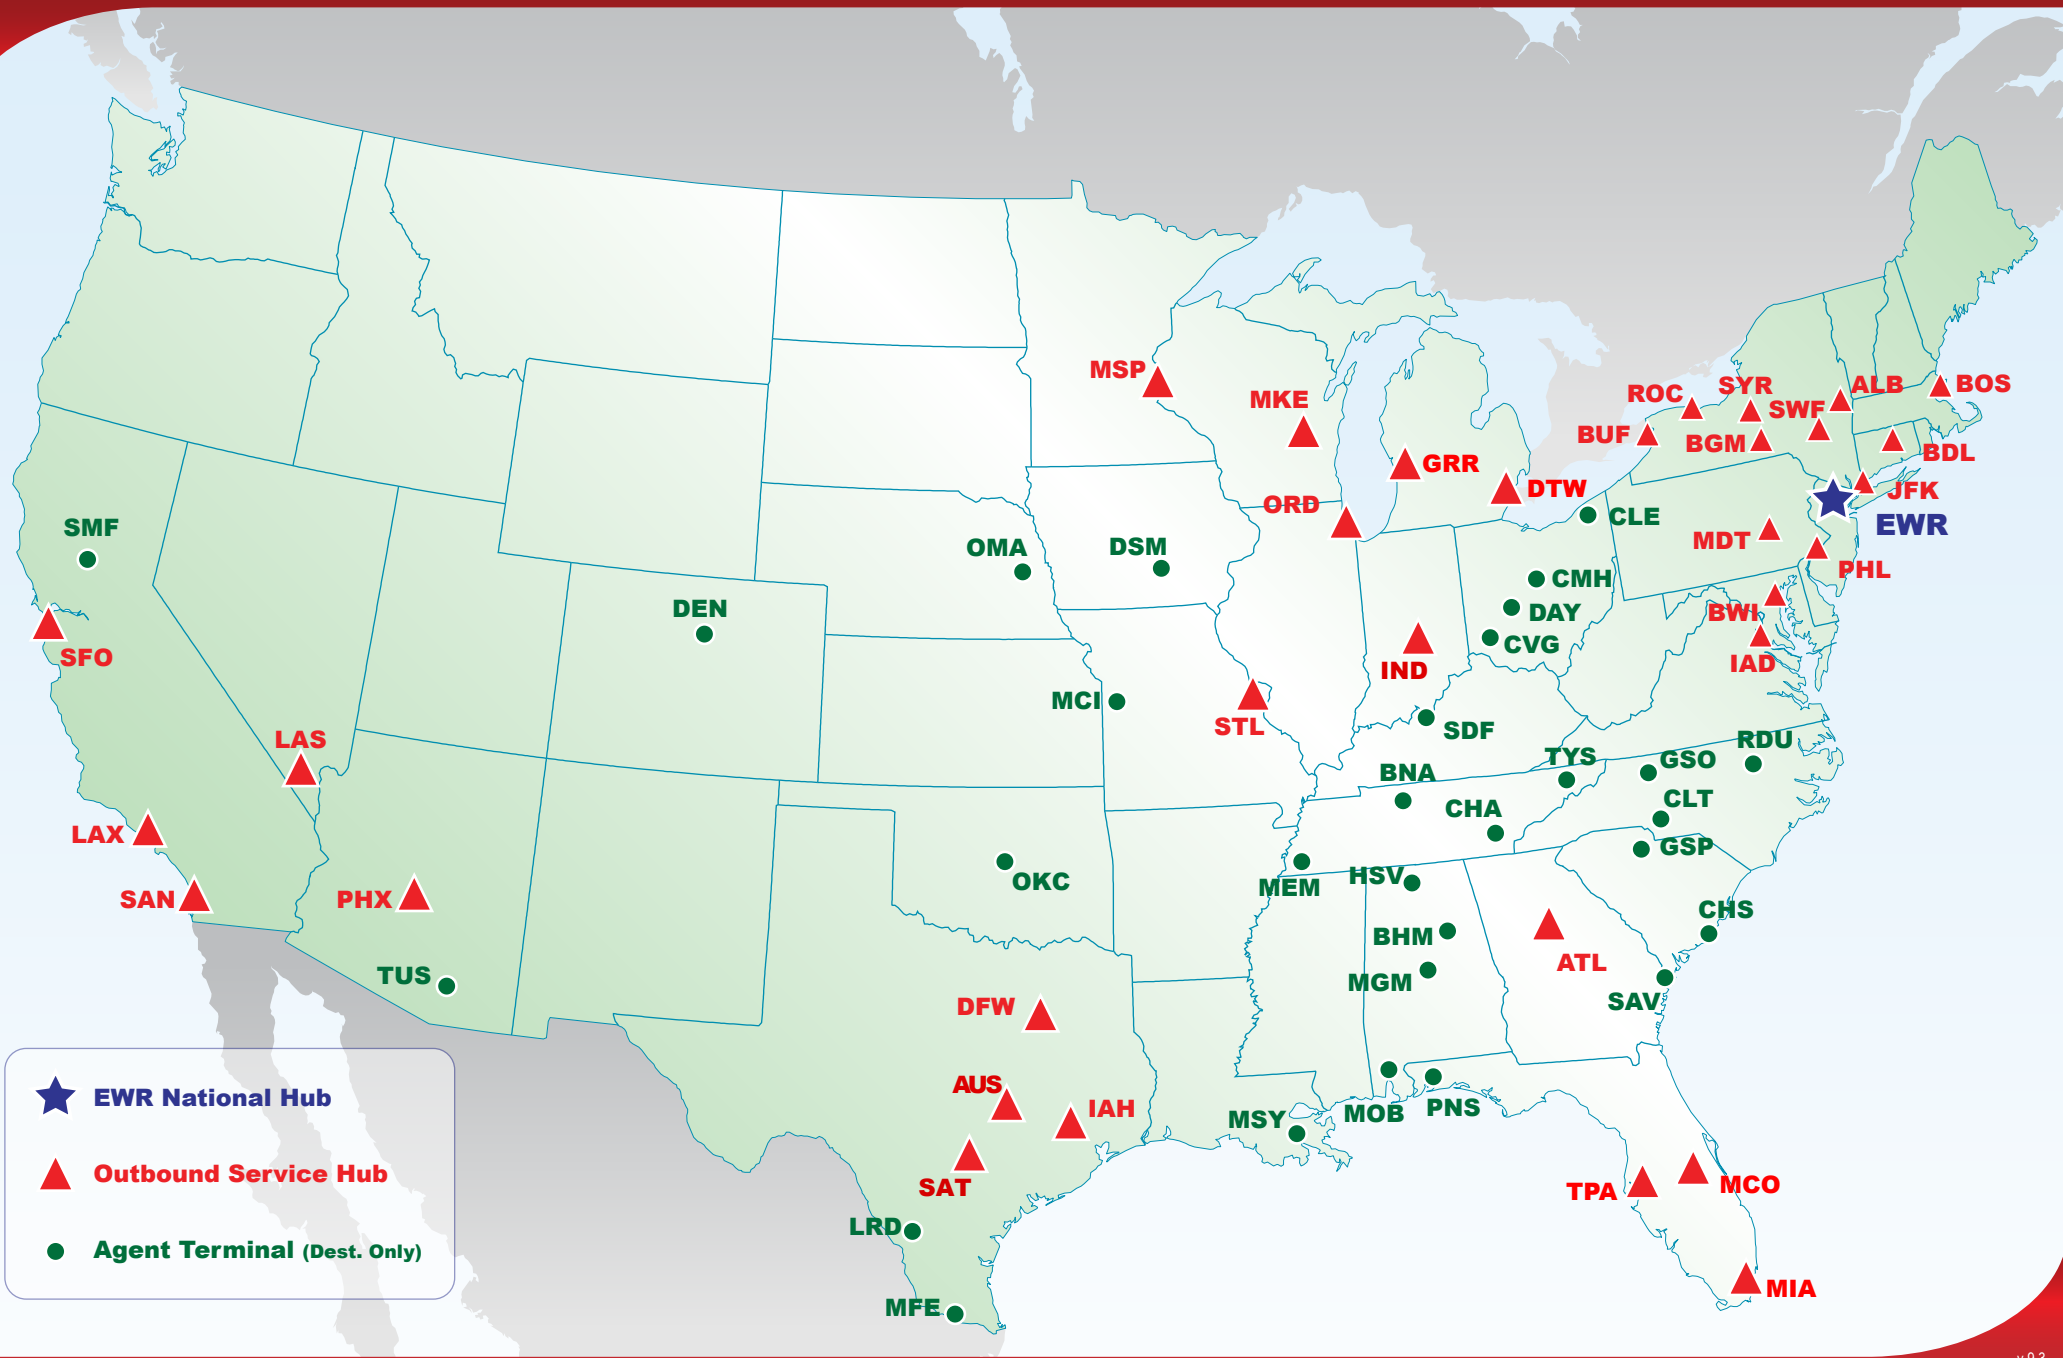 MSP
MKE
ROC
SYR
ALB
BOS
SWF
BUF
BGM
BDL
GRR
DTW
ORD
JFK
EWR
CLE
MDT
PHL
SMF
OMA
DSM
CMH
DAY
CVG
BWI
IAD
DEN
SFO
IND
MCI
STL
SDF
LAS
TYS
GSO
RDU
BNA
CHA
CLT
LAX
GSP
OKC
MEM
HSV
SAN
PHX
CHS
BHM
ATL
TUS
MGM
SAV
DFW
AUS
IAH
MSY
MOB
PNS
SAT
TPA
MCO
LRD
MFE
MIA
EWR National Hub
Outbound Service Hub
Agent Terminal (Dest. Only)